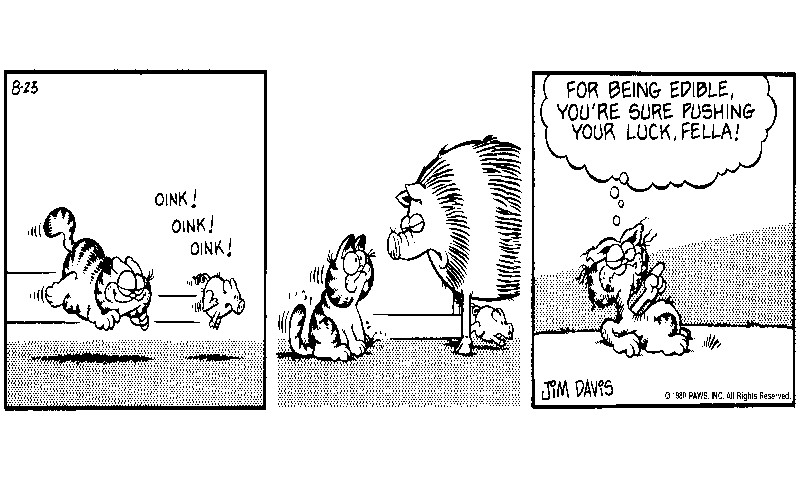 8-23
OINK!
OINK!
OINK!
FOR BEING EDIBLE,
YOU'RE SURE PUSHING
YOUR LUCK, FELLA!
JIM DAVIS
© 1989 PAWS, INC. All Rights Reserved.